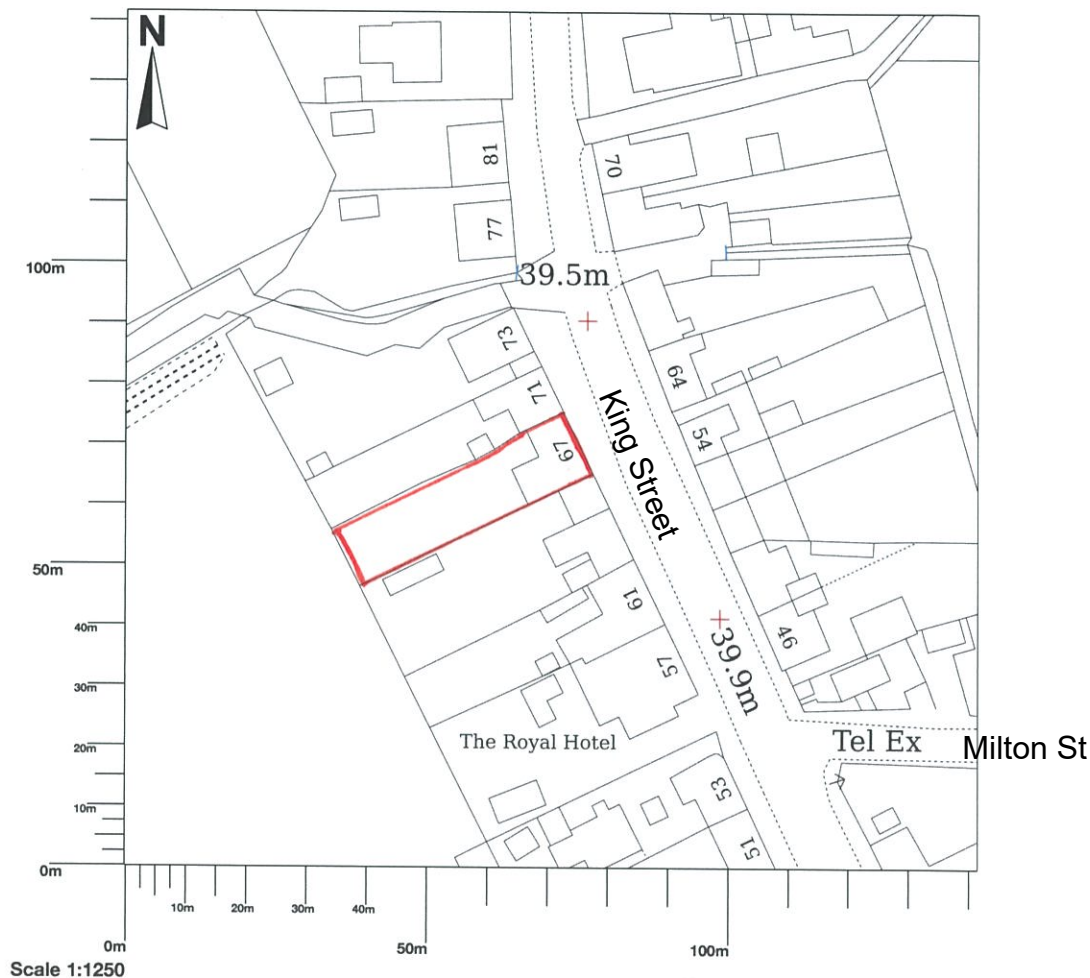 N
81
70
77
100m
39.5m
73
64
71
King Street
54
67
50m
61
40m
46
57
39.9m
30m
20m
The Royal Hotel
Tel Ex
Milton St
53
10m
51
0m
10m
20m
30m
40m
0m
50m
100m
Scale 1:1250